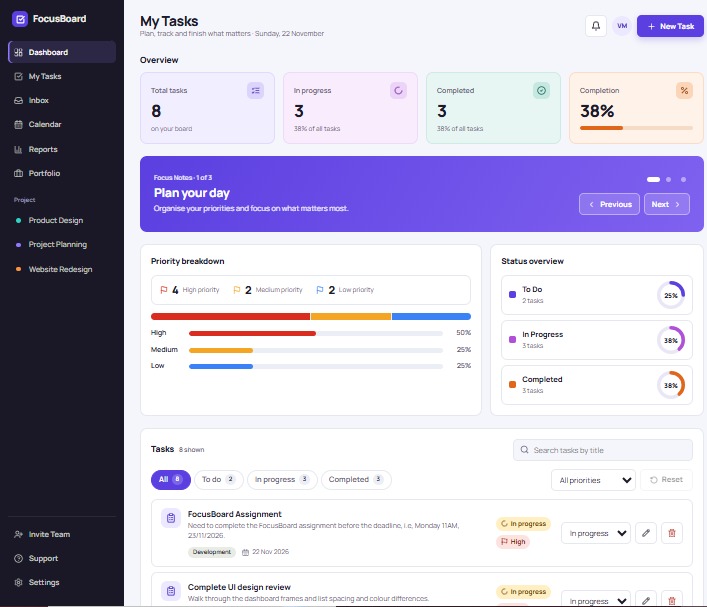 FocusBoard
Dashboard
My Tasks
Inbox
Calendar
Reports
Portfolio
Project
Product Design
Project Planning
Website Redesign
Invite Team
Support
Settings
My Tasks
Plan, track and finish what matters · Sunday, 22 November
VM
+ New Task
Overview
Total tasks
8
on your board
In progress
3
38% of all tasks
Completed
3
38% of all tasks
Completion
38%
Focus Notes · 1 of 3
Plan your day
Organise your priorities and focus on what matters most.
Previous
Next
Priority breakdown
4 High priority
2 Medium priority
2 Low priority
High 50%
Medium 25%
Low 25%
Status overview
To Do
2 tasks
25%
In Progress
3 tasks
38%
Completed
3 tasks
38%
Tasks 8 shown
Search tasks by title
All 8
To do 2
In progress 3
Completed 3
All priorities
Reset
FocusBoard Assignment
Need to complete the FocusBoard assignment before the deadline, i.e, Monday 11AM,
23/11/2026.
Development
22 Nov 2026
In progress
High
In progress
Complete UI design review
Walk through the dashboard frames and list spacing and colour differences.
In progress
In progress